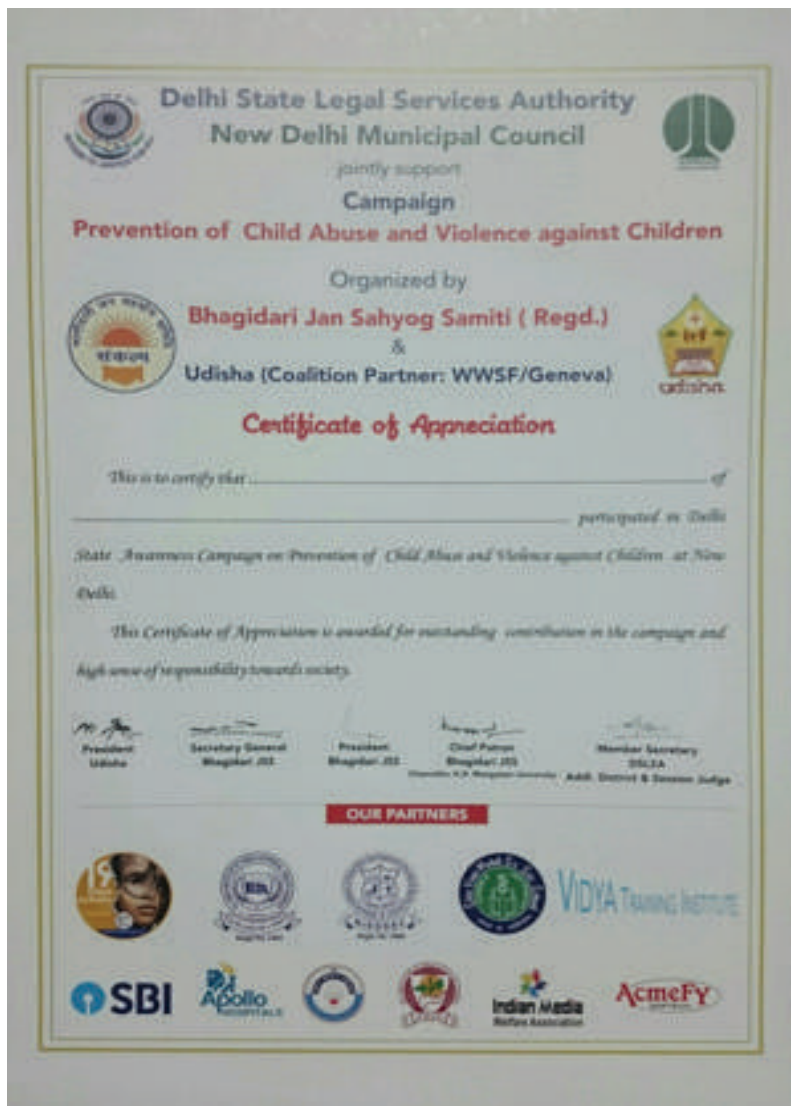 Delhi State Legal Services Authority
New Delhi Municipal Council
jointly support
Campaign
Prevention of Child Abuse and Violence against Children
Organized by
Bhagidari Jan Sahyog Samiti ( Regd.)
&
Udisha (Coalition Partner: WWSF/Geneva)
संकल्प
udisha
Certificate of Appreciation
This is to certify that of
participated in Delhi
State Awareness Campaign on Prevention of Child Abuse and Violence against Children at New
Delhi.
This Certificate of Appreciation is awarded for outstanding contribution in the campaign and
high sense of responsibility towards society.
President
Udisha
Secretary General
Bhagidari JSS
President
Bhagidari JSS
Chief Patron
Bhagidari JSS
Member Secretary
DSLSA
Addl. District & Session Judge
OUR PARTNERS
19
VIDYA TRAINING INSTITUTE
SBI
Apollo
HOSPITALS
Indian Media
Welfare Association
AcmeFy